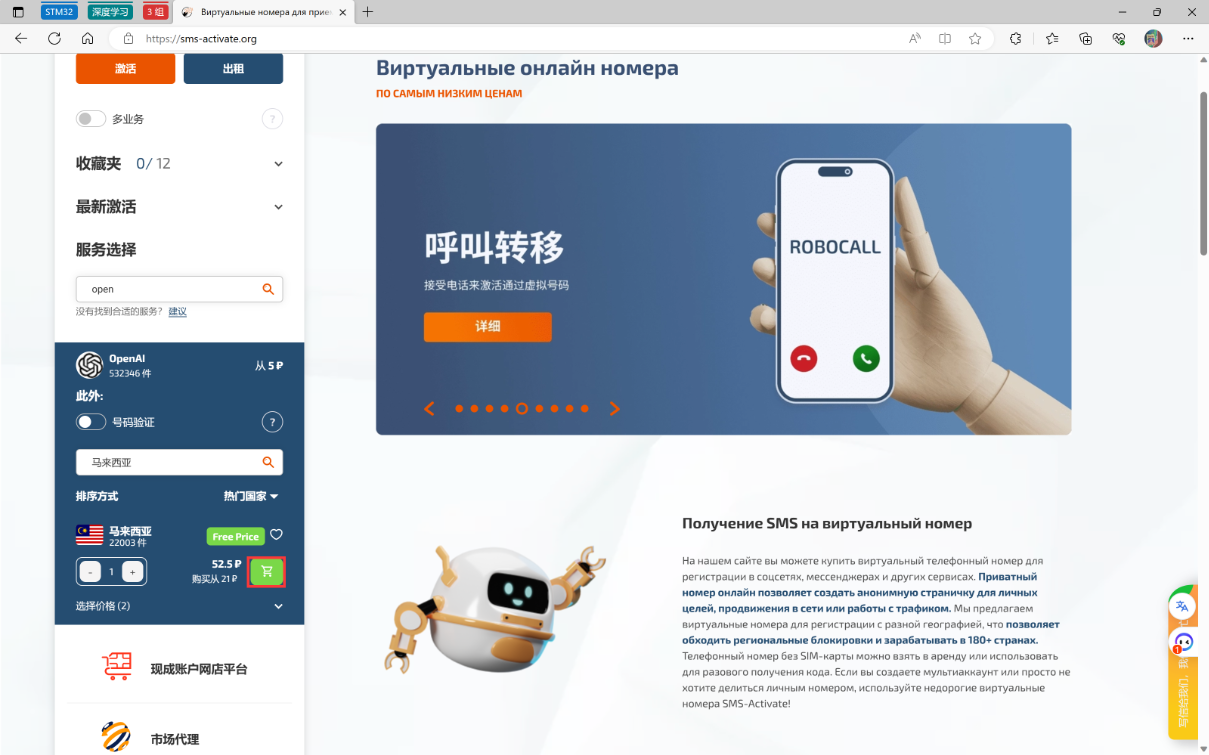 STM32
深度学习
3 组
Виртуальные номера для прием
https://sms-activate.org
激活
出租
多业务
?
收藏夹 0/ 12
最新激活
服务选择
open
没有找到合适的服务? 建议
OpenAI
532346 件
从 5 ₽
此外:
号码验证
?
马来西亚
排序方式
热门国家
马来西亚
22003 件
Free Price
- 1 +
52.5 ₽
购买从 21 ₽
选择价格 (2)
现成账户网店平台
市场代理
Виртуальные онлайн номера
ПО САМЫМ НИЗКИМ ЦЕНАМ
呼叫转移
接受电话来激活通过虚拟号码
详细
ROBOCALL
Получение SMS на виртуальный номер
На нашем сайте вы можете купить виртуальный телефонный номер для
регистрации в соцсетях, мессенджерах и других сервисах. Приватный
номер онлайн позволяет создать анонимную страничку для личных
целей, продвижения в сети или работы с трафиком. Мы предлагаем
виртуальные номера для регистрации с разной географией, что позволяет
обходить региональные блокировки и зарабатывать в 180+ странах.
Телефонный номер без SIM-карты можно взять в аренду или использовать
для разового получения кода. Если вы создаете мультиаккаунт или просто не
хотите делиться личным номером, используйте недорогие виртуальные
номера SMS-Activate!
1
写信给我们，我